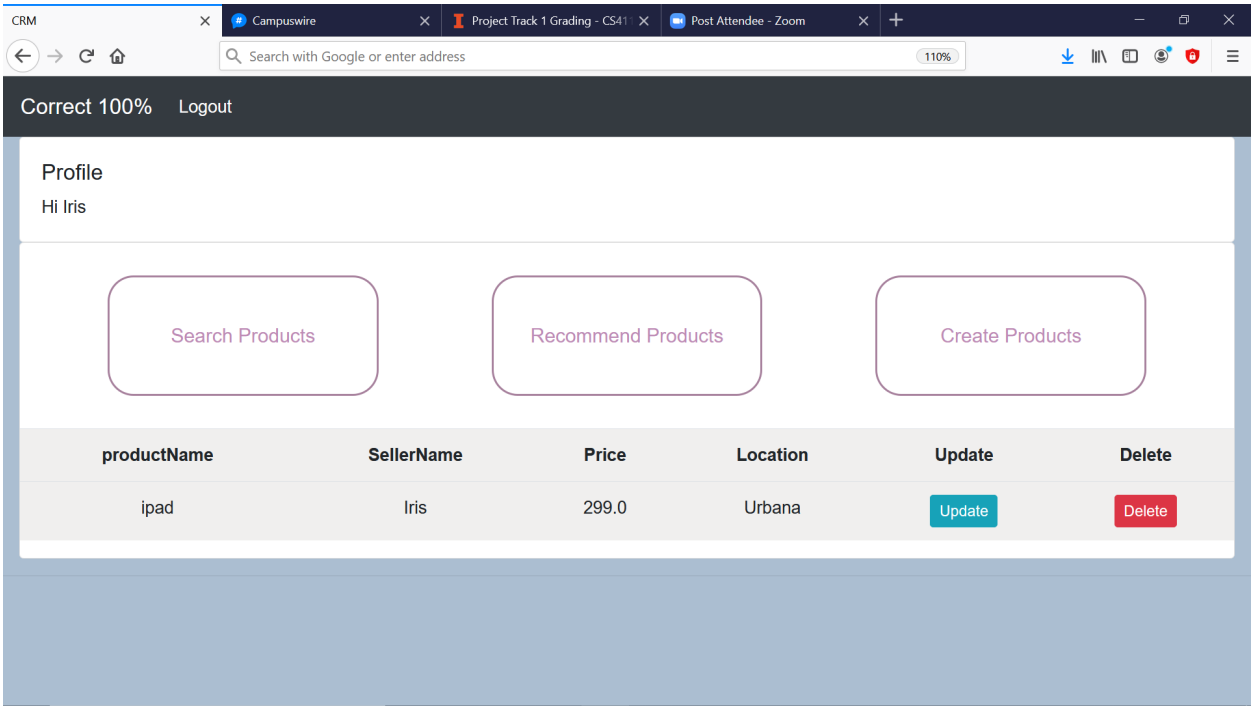 CRM Campuswire Project Track 1 Grading - CS411 Post Attendee - Zoom
Search with Google or enter address 110%
Correct 100% Logout
Profile
Hi Iris
Search Products Recommend Products Create Products
productName SellerName Price Location Update Delete
ipad Iris 299.0 Urbana Update Delete